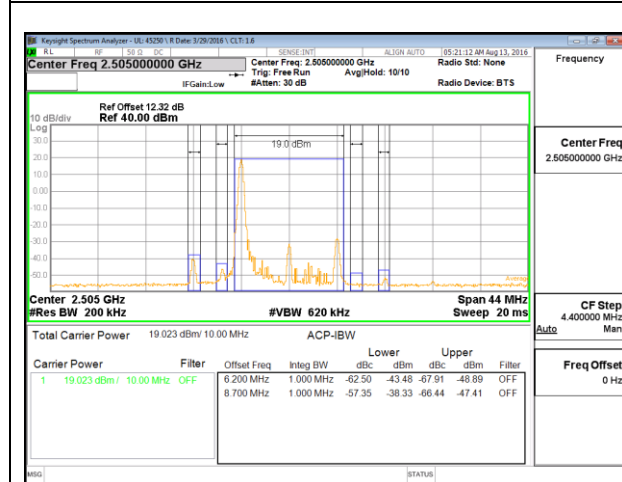 Keysight Spectrum Analyzer - UL: 45250 \ R Date: 3/29/2016 \ CLT: 1.6
RL RF 50 Ω DC SENSE:INT ALIGN AUTO 05:21:12 AM Aug 13, 2016
Center Freq 2.505000000 GHz Center Freq: 2.505000000 GHz Radio Std: None
Trig: Free Run Avg|Hold: 10/10
IFGain:Low #Atten: 30 dB Radio Device: BTS
Ref Offset 12.32 dB
10 dB/div Ref 40.00 dBm
Log
30.0
20.0
10.0
0.00
-10.0
-20.0
-30.0
-40.0
-50.0
19.0 dBm
Average
Center 2.505 GHz Span 44 MHz
#Res BW 200 kHz #VBW 620 kHz Sweep 20 ms
Total Carrier Power 19.023 dBm/ 10.00 MHz ACP-IBW
Lower Upper
Carrier Power Filter Offset Freq Integ BW dBc dBm dBc dBm Filter
1 19.023 dBm / 10.00 MHz OFF 6.200 MHz 1.000 MHz -62.50 -43.48 -67.91 -48.89 OFF
8.700 MHz 1.000 MHz -57.35 -38.33 -66.44 -47.41 OFF
MSG STATUS
Frequency
Center Freq
2.505000000 GHz
CF Step
4.400000 MHz
Auto Man
Freq Offset
0 Hz